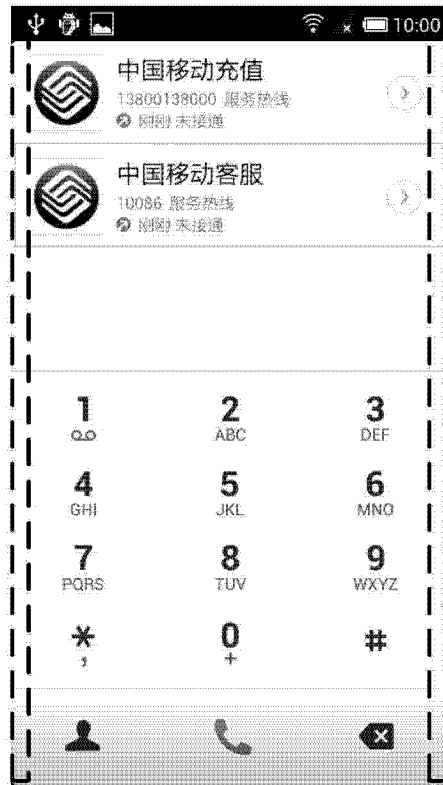 10:00
中国移动充值
13800138000 服务热线
刚刚 未接通
中国移动客服
10086 服务热线
刚刚 未接通
1 2 3
ABC DEF
4 5 6
GHI JKL MNO
7 8 9
PQRS TUV WXYZ
* 0 #
, +